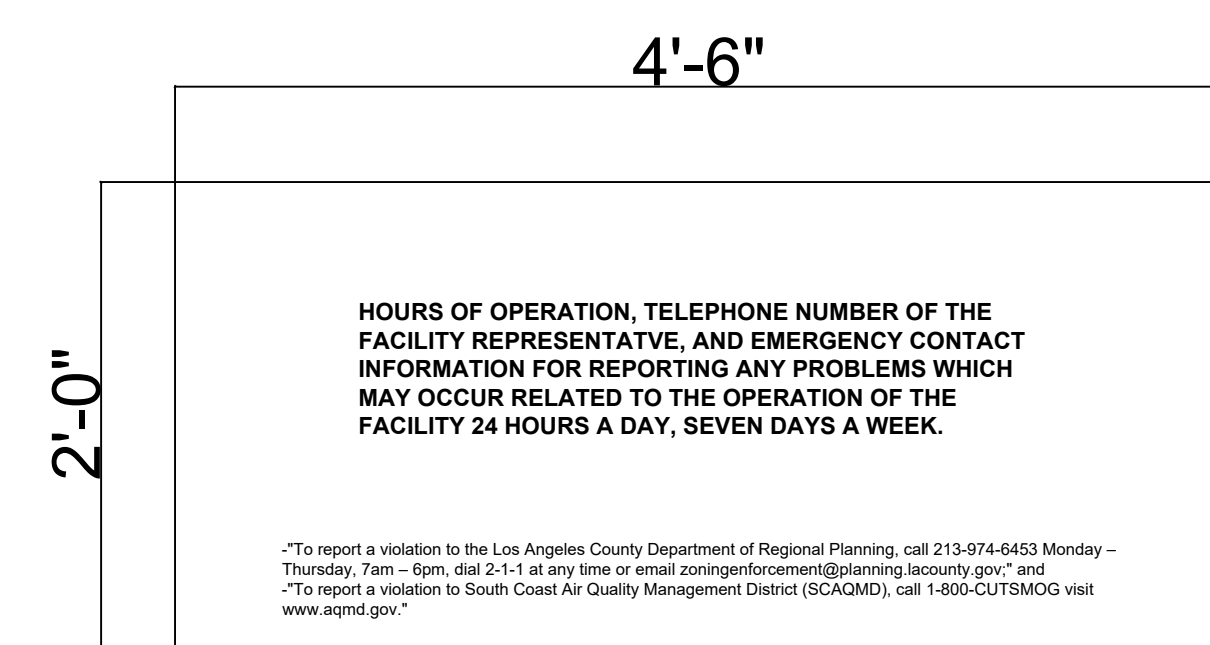 4'-6"
2'-0"
HOURS OF OPERATION, TELEPHONE NUMBER OF THE
FACILITY REPRESENTATVE, AND EMERGENCY CONTACT
INFORMATION FOR REPORTING ANY PROBLEMS WHICH
MAY OCCUR RELATED TO THE OPERATION OF THE
FACILITY 24 HOURS A DAY, SEVEN DAYS A WEEK.
-"To report a violation to the Los Angeles County Department of Regional Planning, call 213-974-6453 Monday –
Thursday, 7am – 6pm, dial 2-1-1 at any time or email zoningenforcement@planning.lacounty.gov;" and
-"To report a violation to South Coast Air Quality Management District (SCAQMD), call 1-800-CUTSMOG visit
www.aqmd.gov."